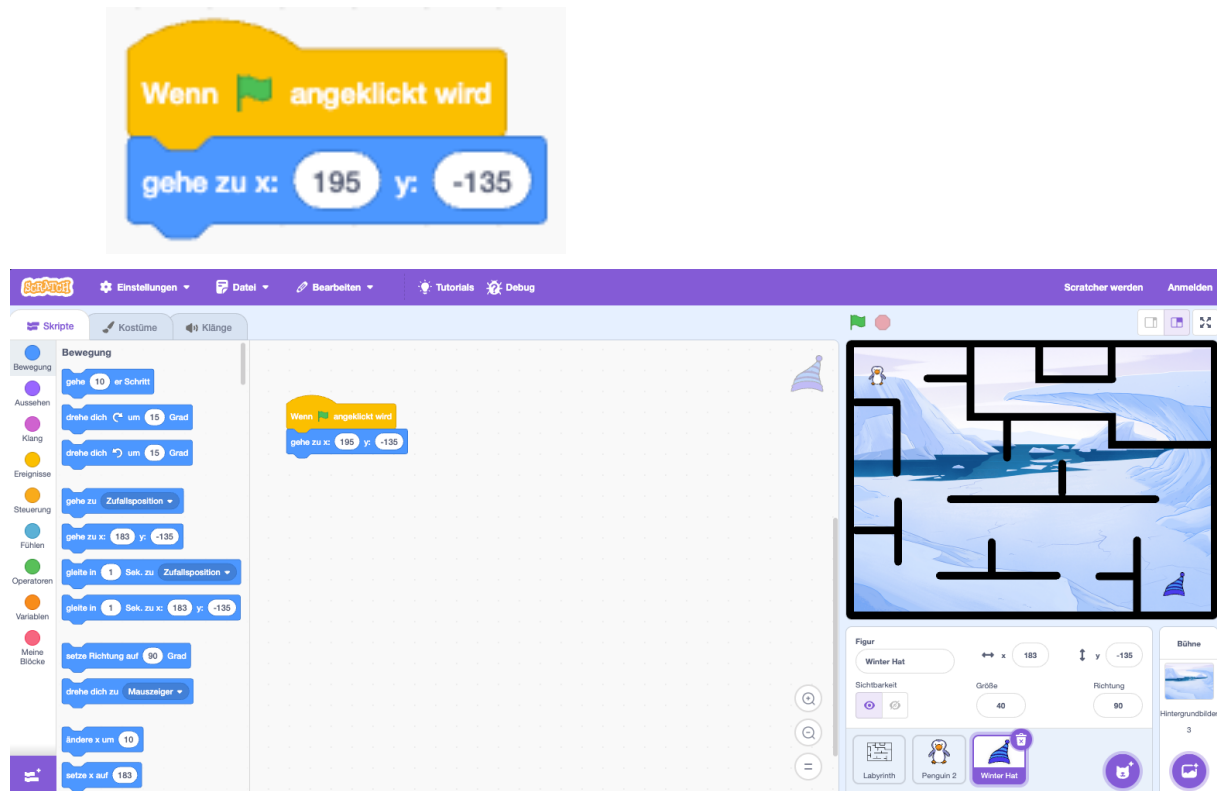 Wenn angeklickt wird
gehe zu x: 195 y: -135
SCRATCH Einstellungen Datei Bearbeiten Tutorials Debug Scratcher werden Anmelden
Skripte Kostüme Klänge
Bewegung
Aussehen
Klang
Ereignisse
Steuerung
Fühlen
Operatoren
Variablen
Meine
Blöcke
Bewegung
gehe 10 er Schritt
drehe dich um 15 Grad
drehe dich um 15 Grad
gehe zu Zufallsposition
gehe zu x: 183 y: -135
gleite in 1 Sek. zu Zufallsposition
gleite in 1 Sek. zu x: 183 y: -135
setze Richtung auf 90 Grad
drehe dich zu Mauszeiger
ändere x um 10
setze x auf 183
Wenn angeklickt wird
gehe zu x: 195 y: -135
Figur
Winter Hat x 183 y -135
Sichtbarkeit Größe Richtung
40 90
Labyrinth Penguin 2 Winter Hat
Bühne
Hintergrundbilder
3